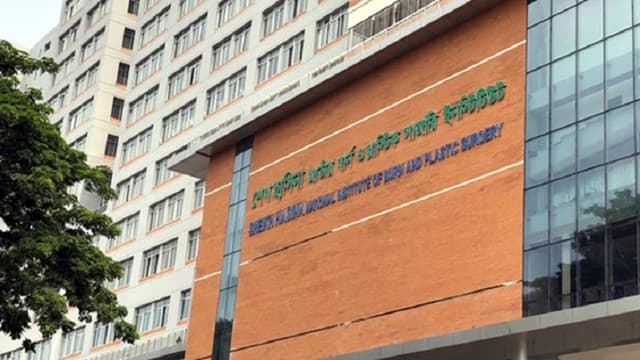 শেখ হাসিনা জাতীয় বার্ন ও প্লাস্টিক সার্জারি ইনস্টিটিউট
SHEIKH HASINA NATIONAL INSTITUTE OF BURN AND PLASTIC SURGERY